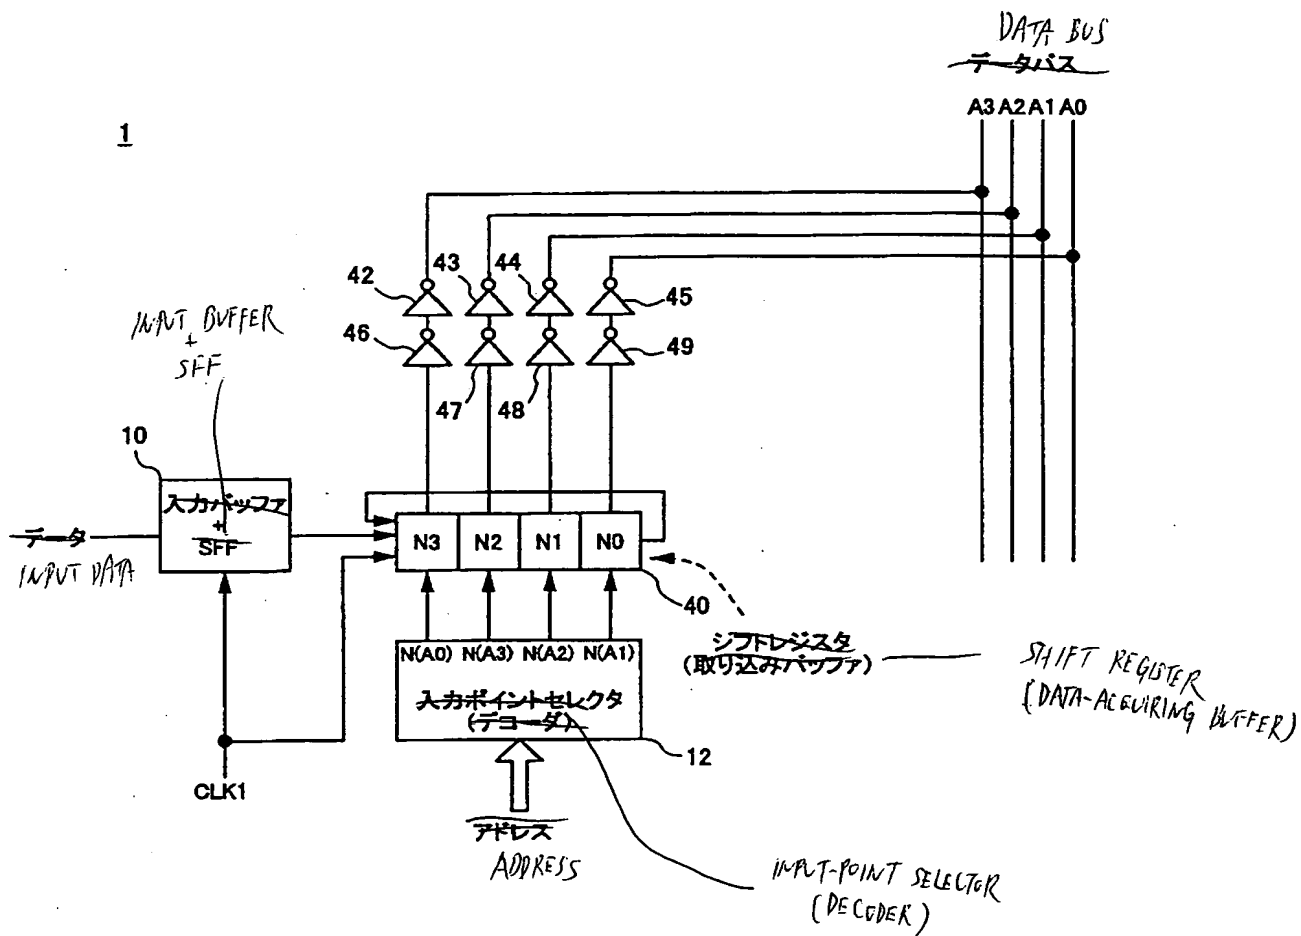 DATA BUS
データバス
A3 A2 A1 A0
1
42
43
44
45
46
47
48
49
INPUT BUFFER
+
SFF
10
入力バッファ
+
SFF
データ
INPUT DATA
N3 N2 N1 N0
40
シフトレジスタ
(取り込みバッファ)
SHIFT REGISTER
(DATA-ACQUIRING BUFFER)
N(A0) N(A3) N(A2) N(A1)
入力ポイントセレクタ
(デコーダ)
12
CLK1
アドレス
ADDRESS
INPUT-POINT SELECTOR
(DECODER)